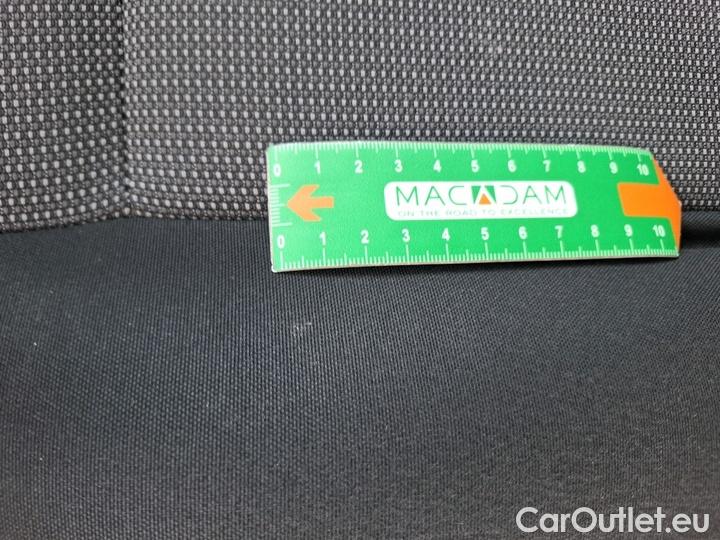 0 1 2 3 4 5 6 7 8 9 10
MACADAM
ON THE ROAD TO EXCELLENCE
0 1 2 3 4 5 6 7 8 9 10
CarOutlet.eu